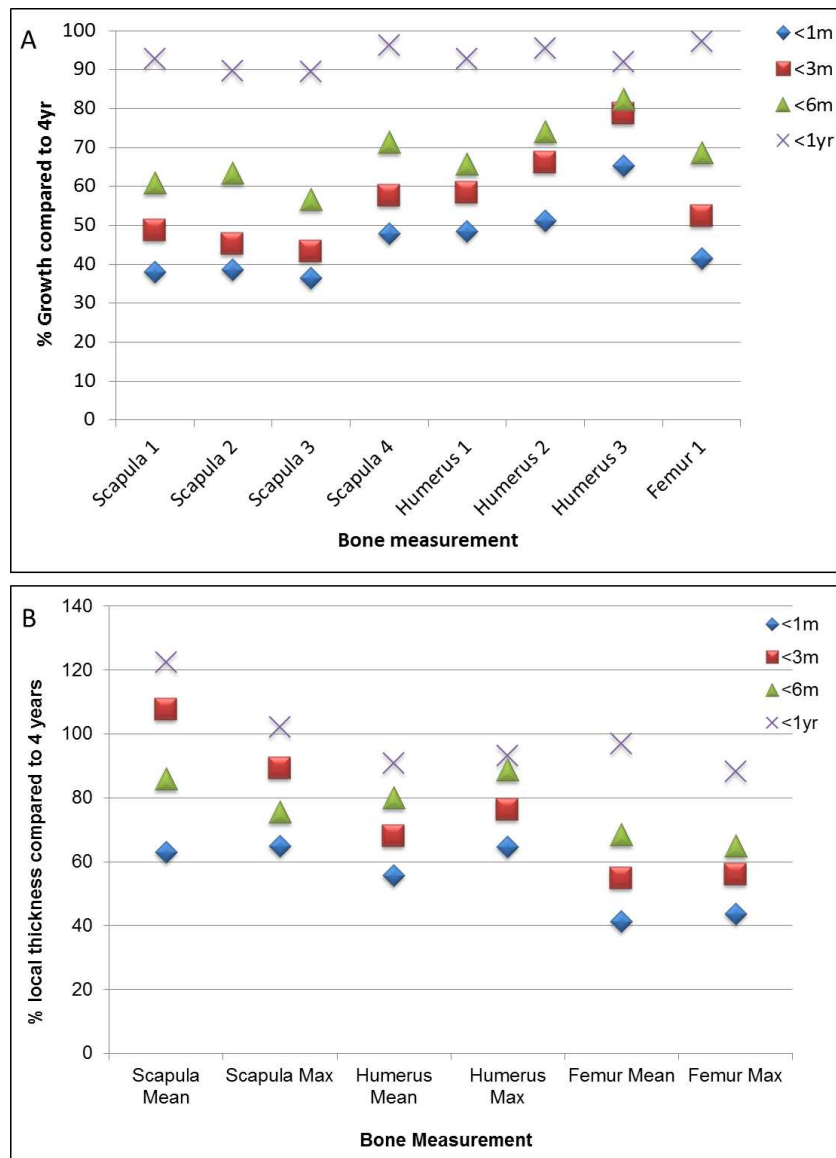 A
% Growth compared to 4yr
100
90
80
70
60
50
40
30
20
10
0
Scapula 1
Scapula 2
Scapula 3
Scapula 4
Humerus 1
Humerus 2
Humerus 3
Femur 1
Bone measurement
<1m
<3m
<6m
<1yr
B
% local thickness compared to 4 years
140
120
100
80
60
40
20
0
Scapula
Mean
Scapula Max
Humerus
Mean
Humerus
Max
Femur Mean
Femur Max
Bone Measurement
<1m
<3m
<6m
<1yr